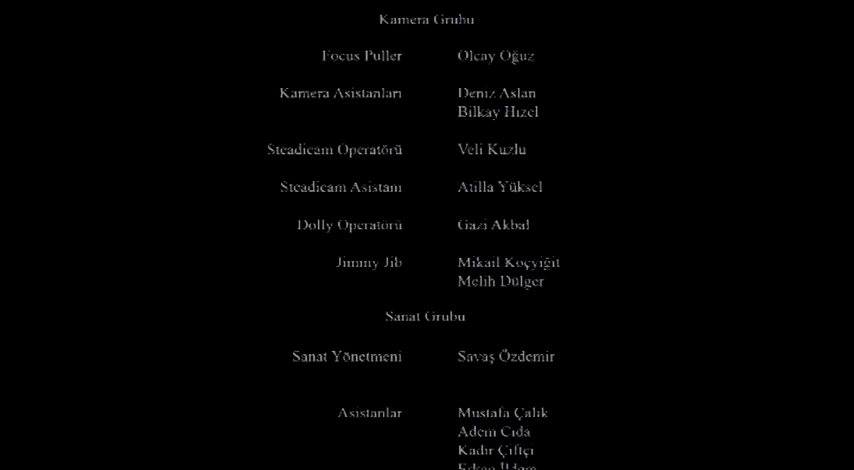 Kamera Grubu
Focus Puller Olcay Oğuz
Kamera Asistanları Deniz Aslan
Bilkay Hızel
Steadicam Operatörü Veli Kuzlu
Steadicam Asistanı Atilla Yüksel
Dolly Operatörü Gazi Akbal
Jimmy Jib Mikail Koçyiğit
Melih Dülger
Sanat Grubu
Sanat Yönetmeni Savaş Özdemir
Asistanlar Mustafa Çalık
Adem Cıda
Kadir Çiftçi